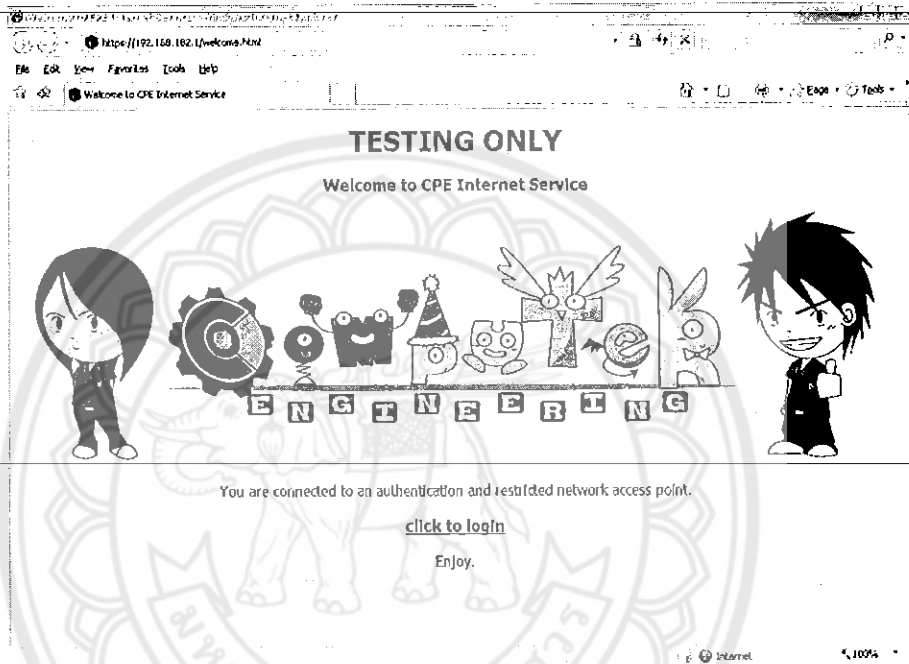 https://192.168.182.1/welcome.html
File Edit View Favorites Tools Help
Welcome to CPE Internet Service
Page Tools
TESTING ONLY
Welcome to CPE Internet Service
ComputeR
ENGINEERING
You are connected to an authentication and restricted network access point.
click to login
Enjoy.
Internet 100%